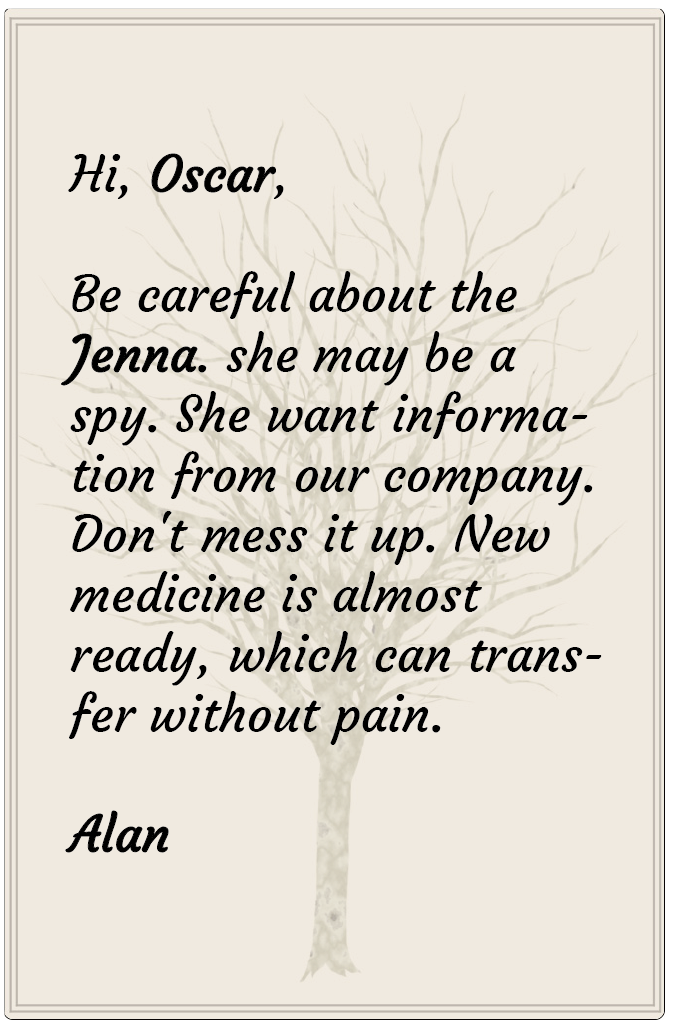 Hi, Oscar,
Be careful about the
Jenna. she may be a
spy. She want informa-
tion from our company.
Don't mess it up. New
medicine is almost
ready, which can trans-
fer without pain.
Alan